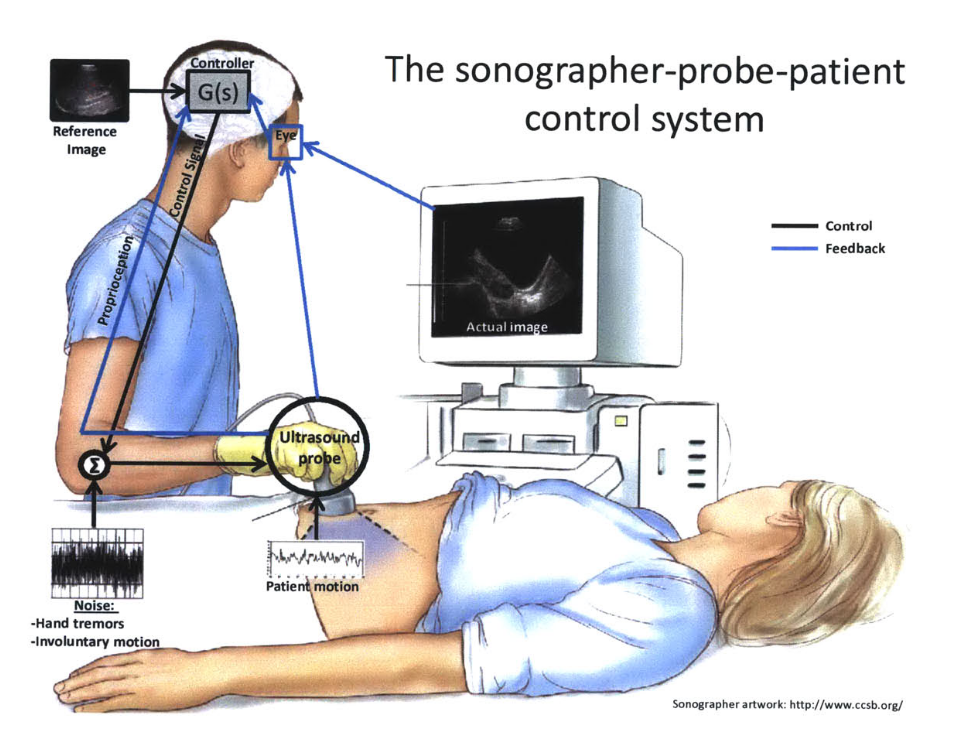 The sonographer-probe-patient
control system
Controller
G(s)
Reference
Image
Eye
Control Signal
Proprioception
Control
Feedback
Actual image
Ultrasound
probe
Σ
Patient motion
Noise:
-Hand tremors
-Involuntary motion
Sonographer artwork: http://www.ccsb.org/